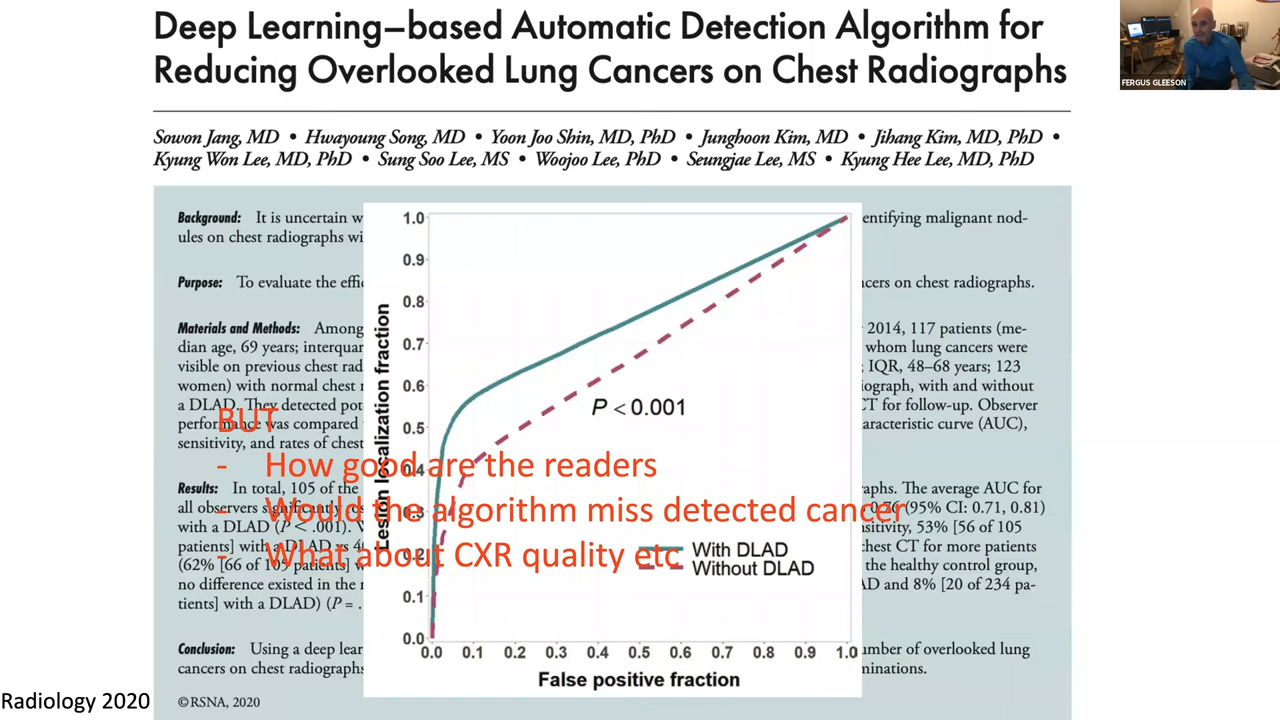 Deep Learning–based Automatic Detection Algorithm for
Reducing Overlooked Lung Cancers on Chest Radiographs
FERGUS GLEESON
Sowon Jang, MD • Hwayoung Song, MD • Yoon Joo Shin, MD, PhD • Junghoon Kim, MD • Jihang Kim, MD, PhD •
Kyung Won Lee, MD, PhD • Sung Soo Lee, MS • Woojoo Lee, PhD • Seungjae Lee, MS • Kyung Hee Lee, MD, PhD
Background: It is uncertain w
entifying malignant nod-
ules on chest radiographs wi
Purpose: To evaluate the effic
cers on chest radiographs.
Materials and Methods: Among
2014, 117 patients (me-
dian age, 69 years; interquar
whom lung cancers were
visible on previous chest rad
; IQR, 48–68 years; 123
women) with normal chest
iograph, with and without
a DLAD. They detected pot
CT for follow-up. Observer
performance was compared
aracteristic curve (AUC),
sensitivity, and rates of chest
Results: In total, 105 of the
raphs. The average AUC for
all observers significantly
0.76 (95% CI: 0.71, 0.81)
with a DLAD (P < .001).
sitivity, 53% [56 of 105
patients] with a DLAD vs
chest CT for more patients
(62% [66 of 105 patients]
the healthy control group,
no difference existed in the
AD and 8% [20 of 234 pa-
tients] with a DLAD) (P = .
Conclusion: Using a deep lear
umber of overlooked lung
cancers on chest radiographs
minations.
©RSNA, 2020
1.0
0.9
0.8
0.7
0.6
0.5
0.4
0.3
0.2
0.1
0.0
Lesion localization fraction
P < 0.001
With DLAD
Without DLAD
0.0 0.1 0.2 0.3 0.4 0.5 0.6 0.7 0.8 0.9 1.0
False positive fraction
BUT
- How good are the readers
- Would the algorithm miss detected cancer
- What about CXR quality etc
Radiology 2020